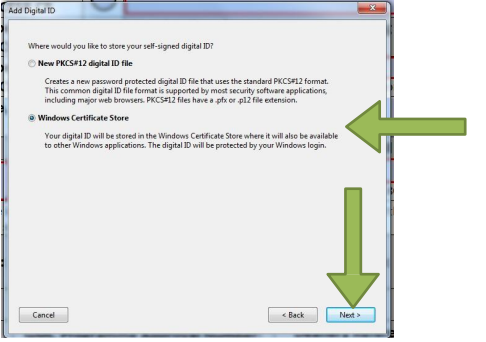 Add Digital ID
Where would you like to store your self-signed digital ID?
New PKCS#12 digital ID file
Creates a new password protected digital ID file that uses the standard PKCS#12 format.
This common digital ID file format is supported by most security software applications,
including major web browsers. PKCS#12 files have a .pfx or .p12 file extension.
Windows Certificate Store
Your digital ID will be stored in the Windows Certificate Store where it will also be available
to other Windows applications. The digital ID will be protected by your Windows login.
Cancel
< Back
Next >